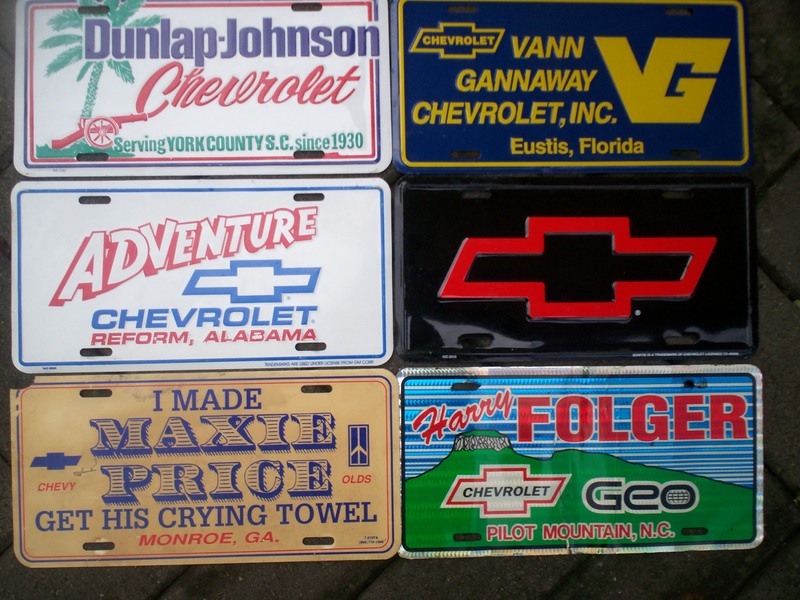 Dunlap-Johnson
Chevrolet
Serving YORK COUNTY S.C. since 1930
CHEVROLET
VANN
GANNAWAY
CHEVROLET, INC.
VG
Eustis, Florida
ADVENTURE
CHEVROLET
REFORM, ALABAMA
I MADE
MAXIE
PRICE
CHEVY
OLDS
GET HIS CRYING TOWEL
MONROE, GA.
Harry
FOLGER
CHEVROLET
Geo
PILOT MOUNTAIN, N.C.